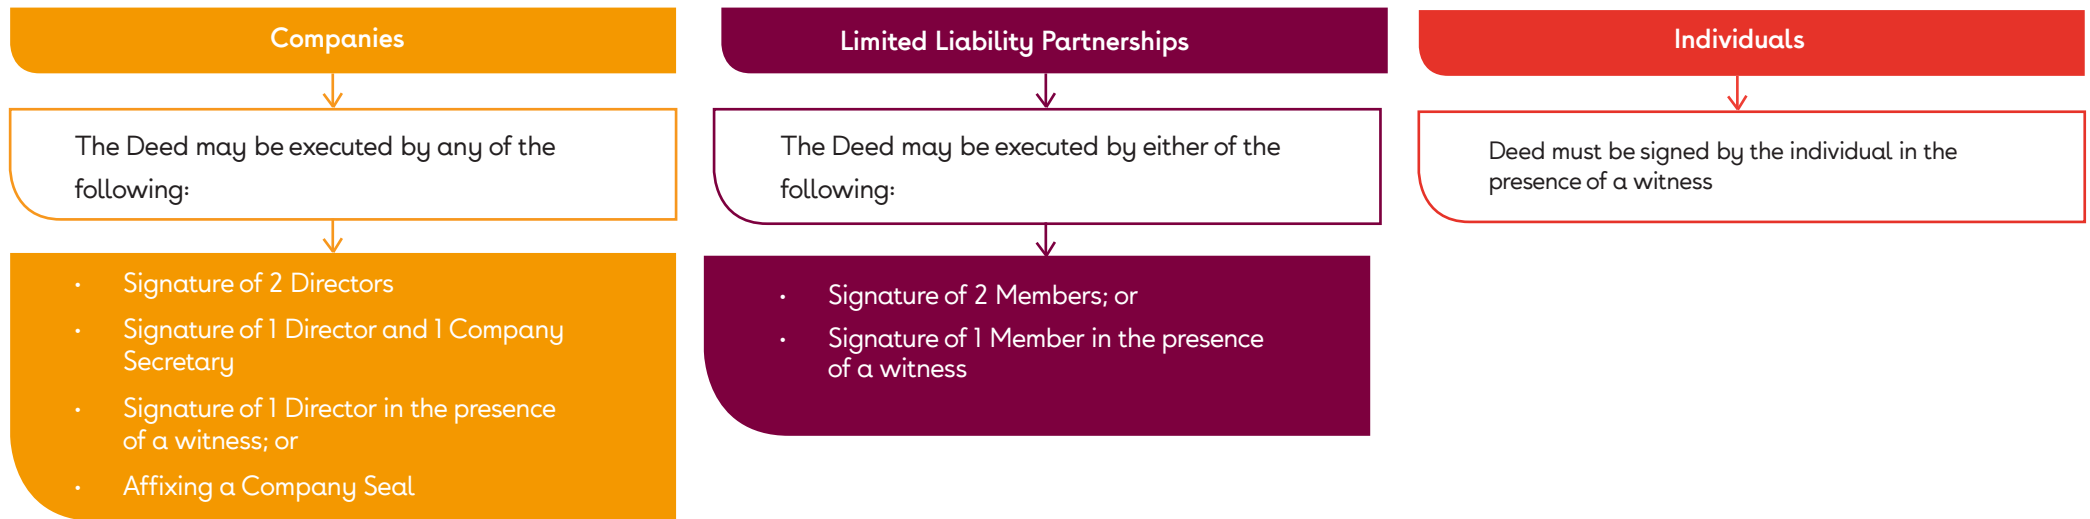 Companies
The Deed may be executed by any of the
following:
• Signature of 2 Directors
• Signature of 1 Director and 1 Company
Secretary
• Signature of 1 Director in the presence
of a witness; or
• Affixing a Company Seal
Limited Liability Partnerships
The Deed may be executed by either of the
following:
• Signature of 2 Members; or
• Signature of 1 Member in the presence
of a witness
Individuals
Deed must be signed by the individual in the
presence of a witness